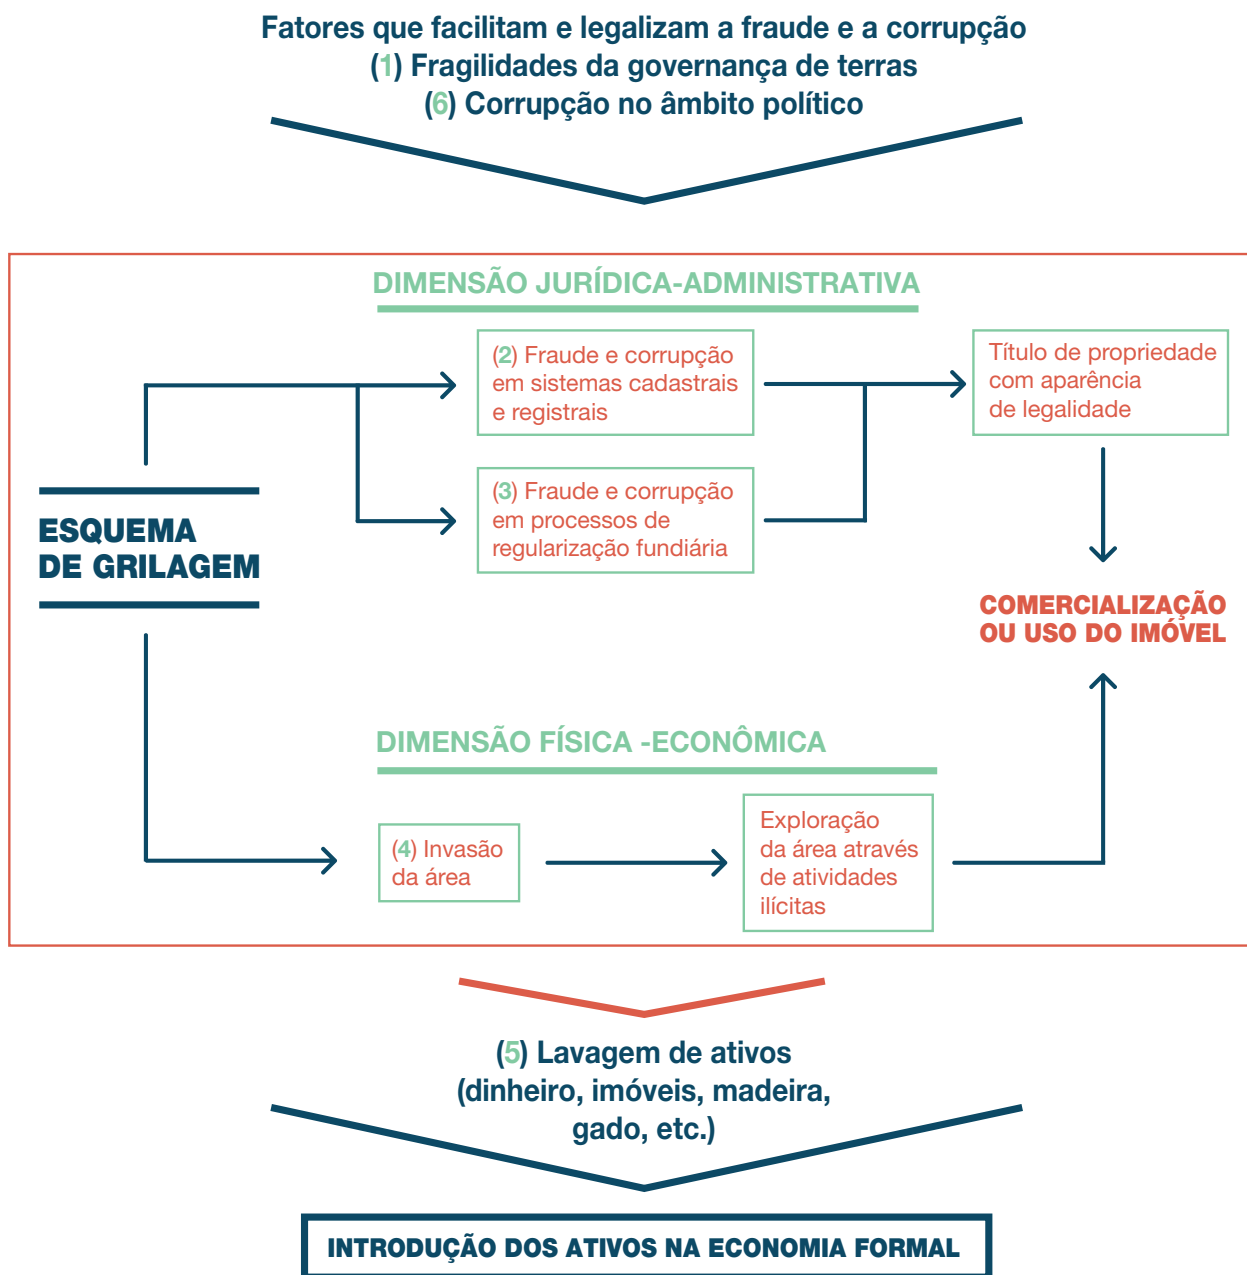 Fatores que facilitam e legalizam a fraude e a corrupção
(1) Fragilidades da governança de terras
(6) Corrupção no âmbito político
DIMENSÃO JURÍDICA-ADMINISTRATIVA
(2) Fraude e corrupção
em sistemas cadastrais
e registrais
Título de propriedade
com aparência
de legalidade
(3) Fraude e corrupção
em processos de
regularização fundiária
ESQUEMA
DE GRILAGEM
COMERCIALIZAÇÃO
OU USO DO IMÓVEL
DIMENSÃO FÍSICA -ECONÔMICA
(4) Invasão
da área
Exploração
da área através
de atividades
ilícitas
(5) Lavagem de ativos
(dinheiro, imóveis, madeira,
gado, etc.)
INTRODUÇÃO DOS ATIVOS NA ECONOMIA FORMAL